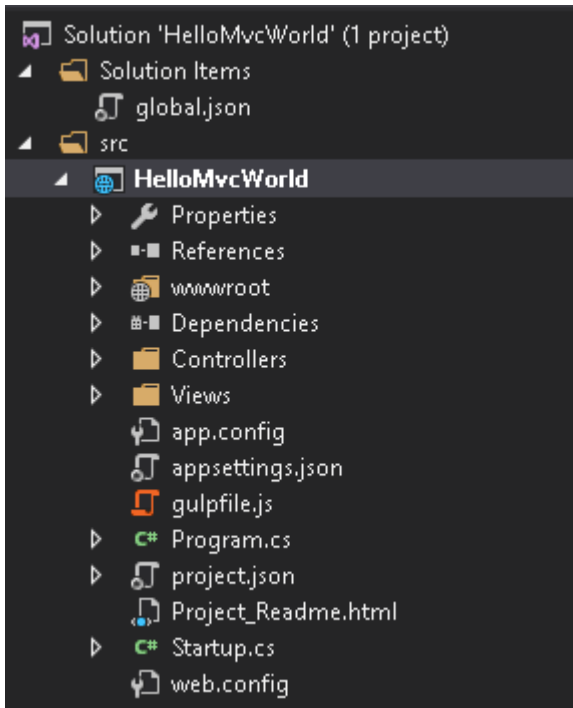 Solution 'HelloMvcWorld' (1 project)
Solution Items
global.json
src
HelloMvcWorld
Properties
References
wwwroot
Dependencies
Controllers
Views
app.config
appsettings.json
gulpfile.js
C# Program.cs
project.json
Project_Readme.html
C# Startup.cs
web.config